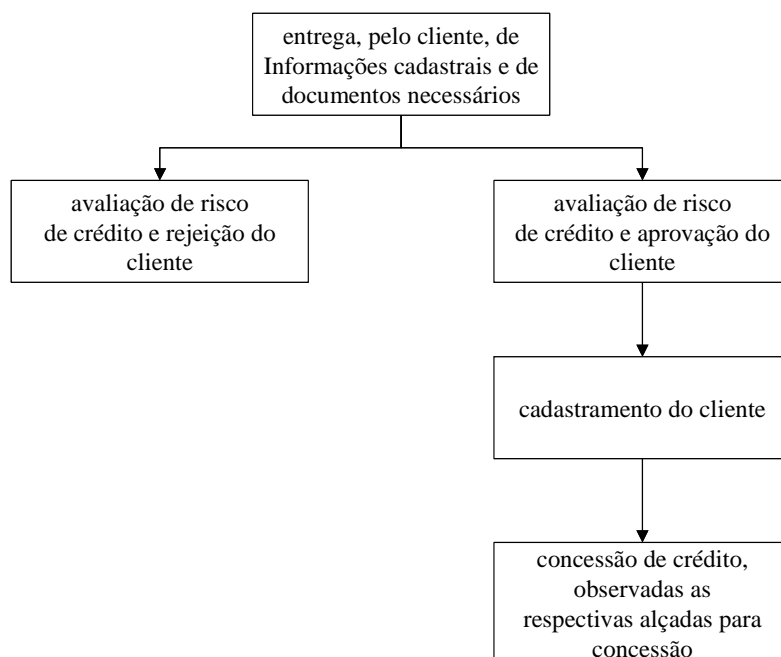 entrega, pelo cliente, de
Informações cadastrais e de
documentos necessários
avaliação de risco
de crédito e rejeição do
cliente
avaliação de risco
de crédito e aprovação do
cliente
cadastramento do cliente
concessão de crédito,
observadas as
respectivas alçadas para
concessão